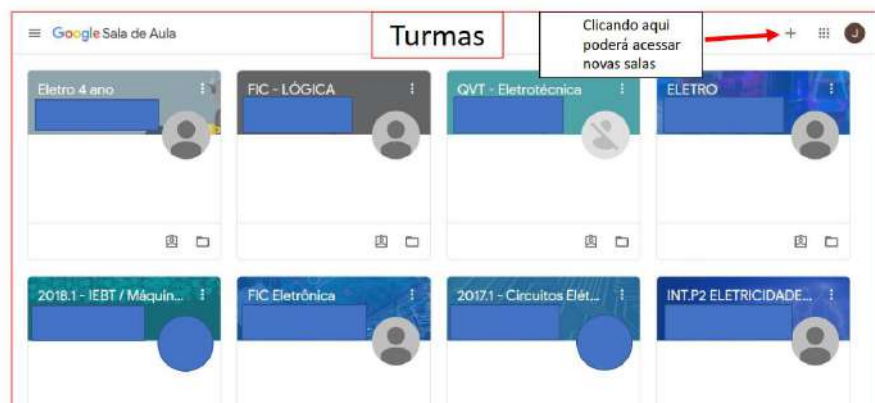 Google Sala de Aula
Turmas
Clicando aqui
poderá acessar
novas salas
J
Eletro 4 ano
FIC - LÓGICA
QVT - Eletrotécnica
ELETRO
2018.1 - IEBT / Máquin...
FIC Eletrônica
2017.1 - Circuitos Elét...
INT.P2 ELETRICIDADE...